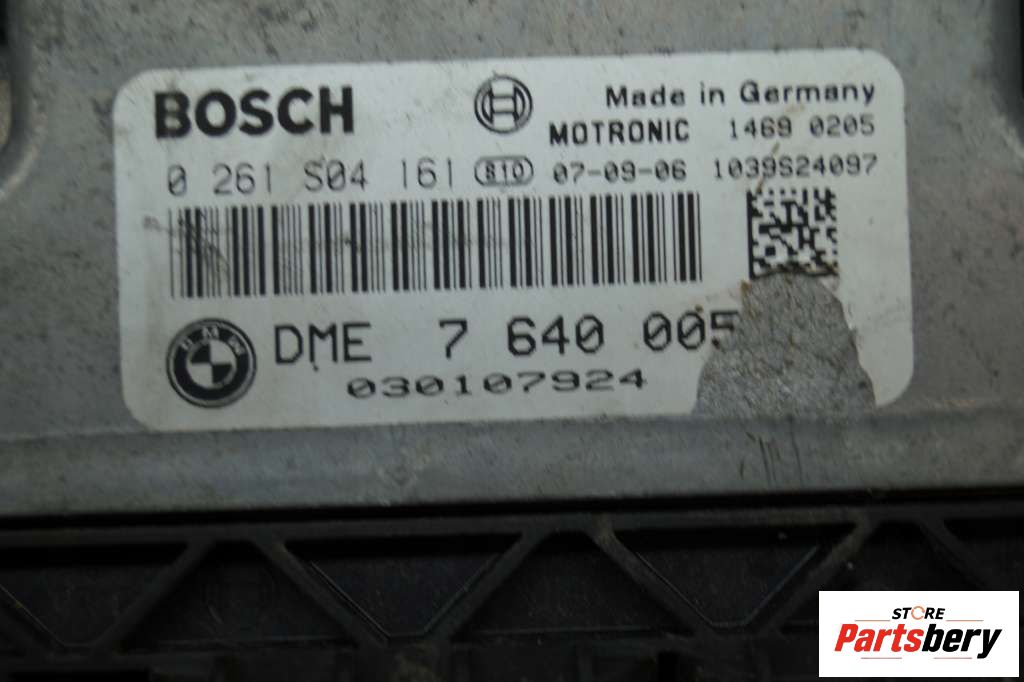 BOSCH
Made in Germany
MOTRONIC 1469 0205
0 261 S04 161 810 07-09-06 1039S24097
BMW
DME 7 640 005
030107924
STORE
Partsbery